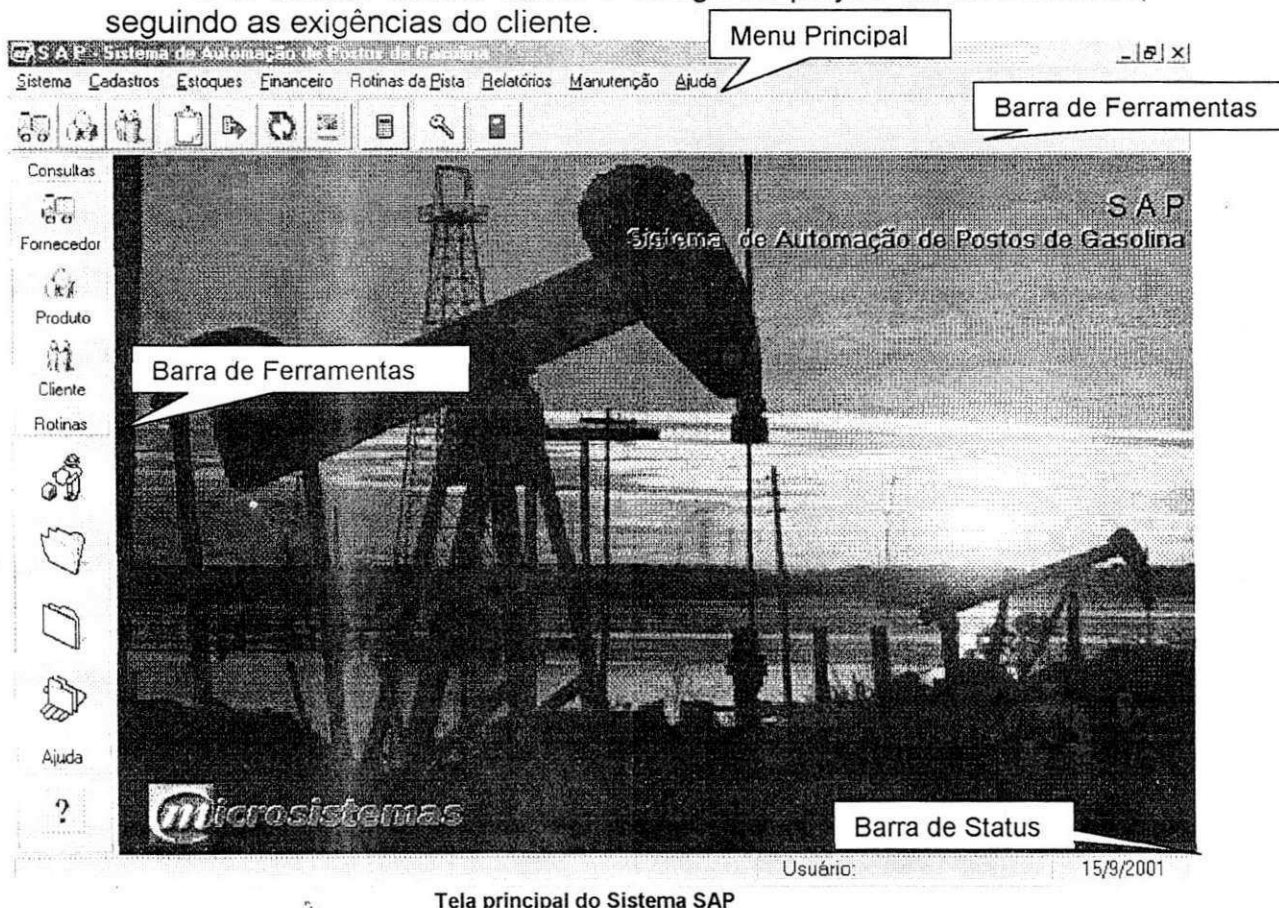 seguindo as exigências do cliente.
Menu Principal
S A P - Sistema de Automação de Postos de Gasolina
Sistema Cadastros Estoques Financeiro Rotinas da Pista Relatórios Manutenção Ajuda
Barra de Ferramentas
Consultas
Fornecedor
Produto
Cliente
Rotinas
Ajuda
?
S A P
Sistema de Automação de Postos de Gasolina
Barra de Ferramentas
microsistemas
Barra de Status
Usuário: 15/9/2001
Tela principal do Sistema SAP